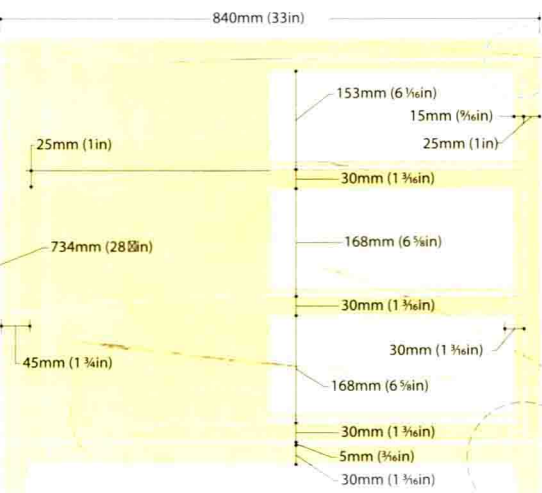 840mm (33in)
153mm (6 1/16in)
15mm (9/16in)
25mm (1in)
25mm (1in)
30mm (1 3/16in)
734mm (28in)
168mm (6 5/8in)
30mm (1 3/16in)
30mm (1 3/16in)
45mm (1 3/4in)
168mm (6 5/8in)
30mm (1 3/16in)
5mm (3/16in)
30mm (1 3/16in)